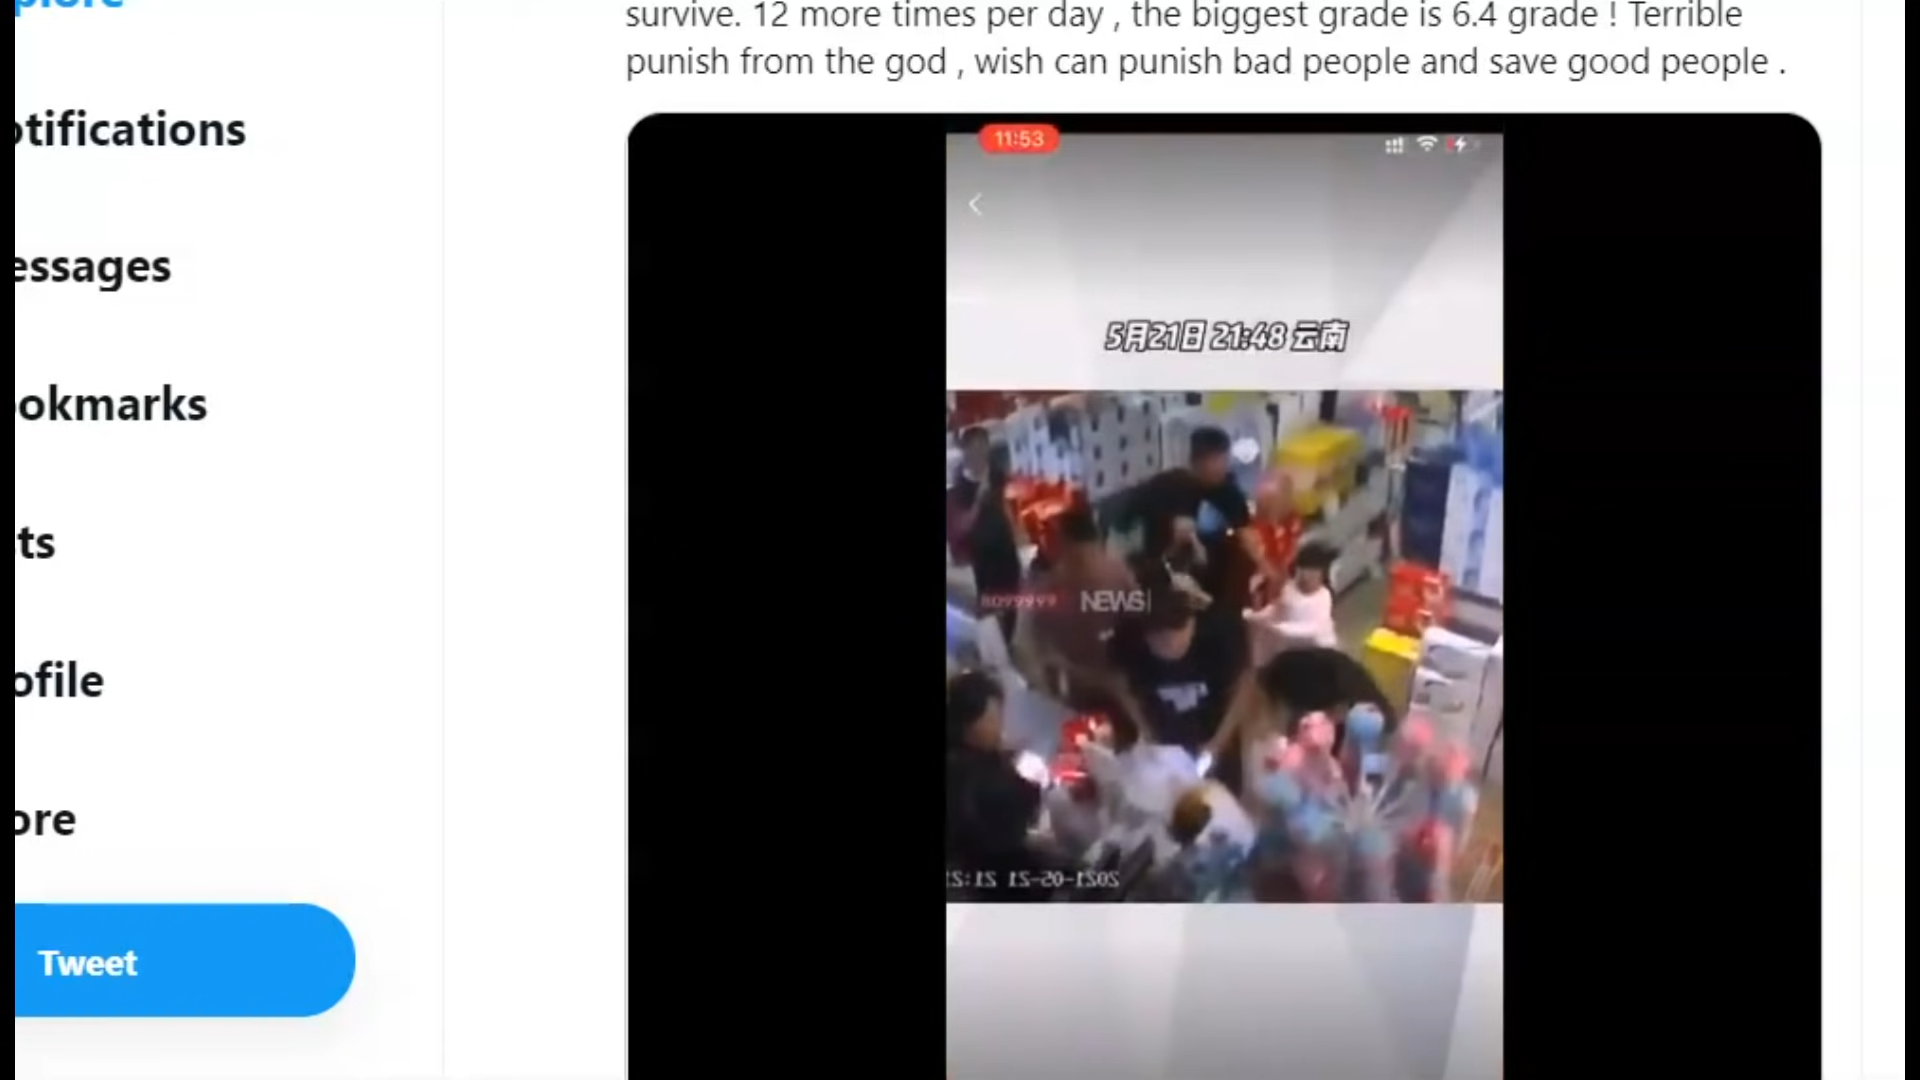 plore
survive. 12 more times per day , the biggest grade is 6.4 grade ! Terrible
punish from the god , wish can punish bad people and save good people .
otifications
essages
ookmarks
ts
ofile
ore
Tweet
11:53
5月21日 21:48 云南
NEWS